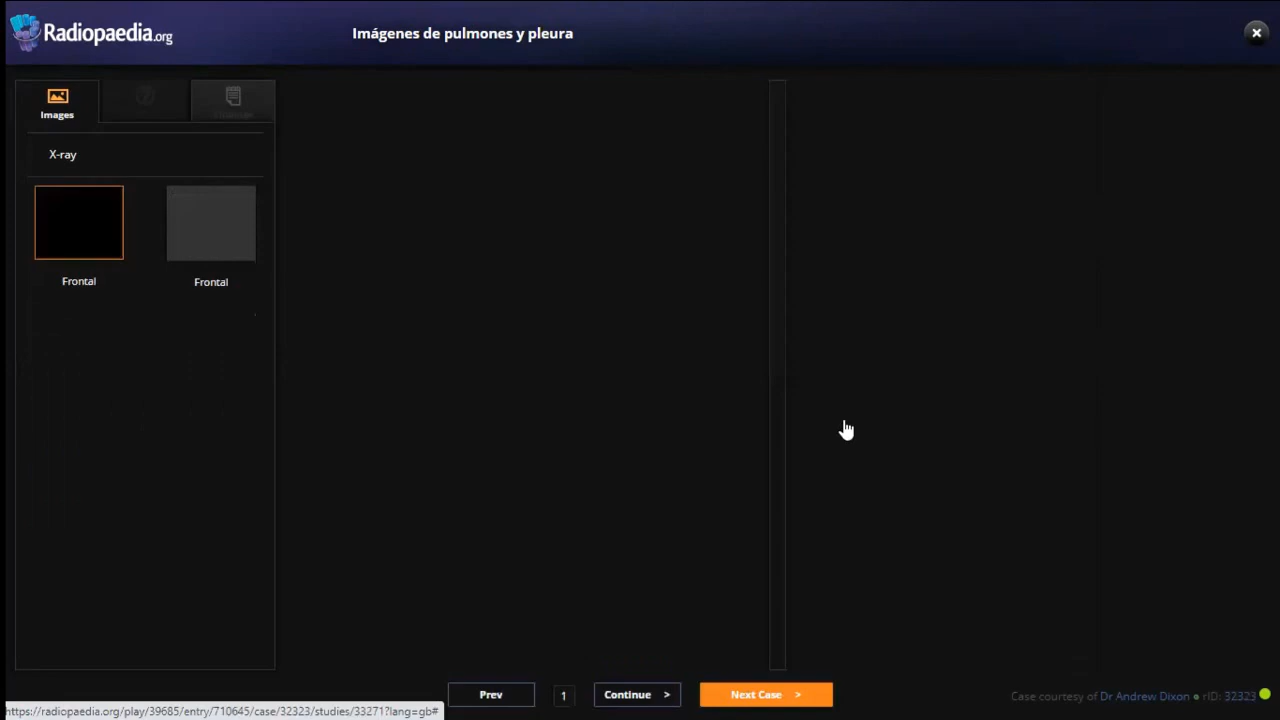 Radiopaedia.org
Imágenes de pulmones y pleura
Images
X-ray
Frontal
Frontal
Prev
1
Continue >
Next Case >
Case courtesy of Dr Andrew Dixon • rID: 32323
https://radiopaedia.org/play/39685/entry/710645/case/32323/studies/33271?lang=gb#